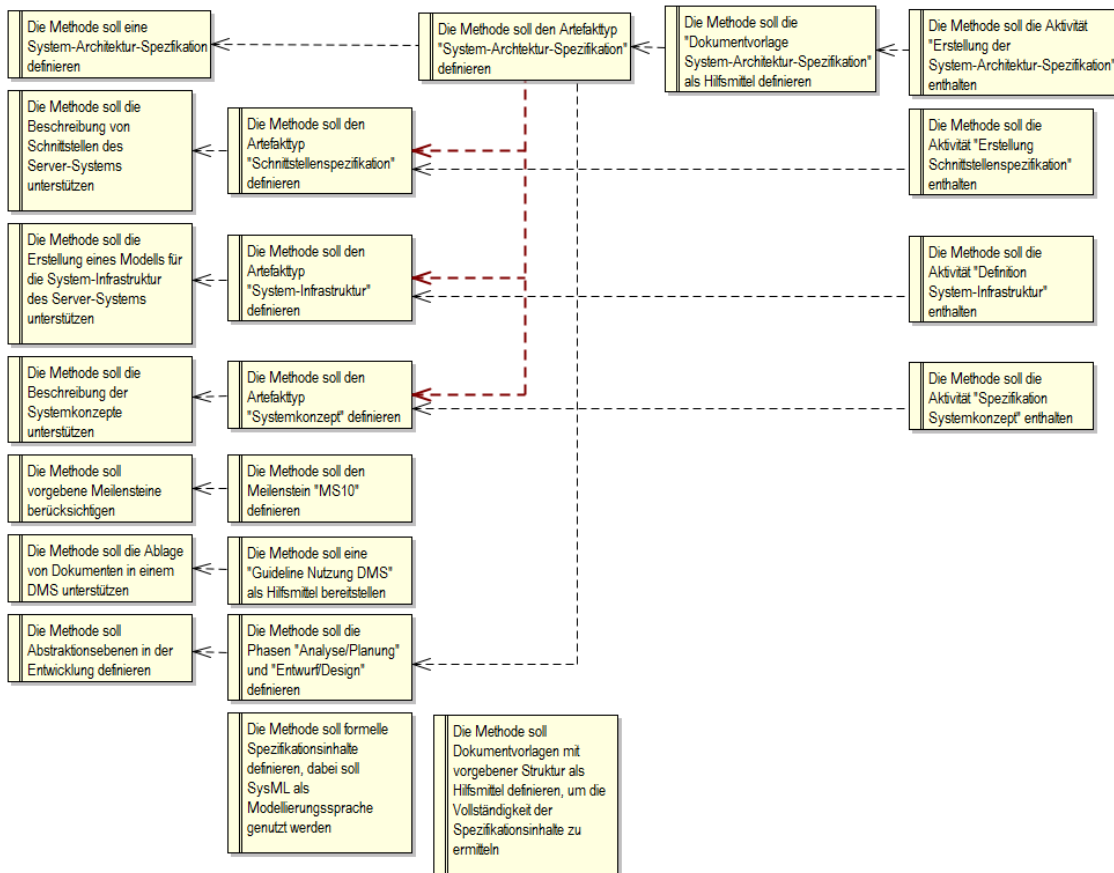 Die Methode soll eine
System-Architektur-Spezfikation
definieren
Die Methode soll den Artefakttyp
"System-Archtektur-Spezifikation"
definieren
Die Methode soll die
"Dokumentvorlage
System-Architektur-Spezifikation"
als Hilfsmittel definieren
Die Methode soll die Aktivität
"Erstellung der
System-Architektur-Spezifikation"
enthalten
Die Methode soll die
Beschreibung von
Schnittstellen des
Server-Systems
unterstützen
Die Methode soll den
Artefakttyp
"Schnittstellenspezifikation"
definieren
Die Methode soll die
Aktivität "Erstellung
Schnittstellenspezifikation"
enthalten
Die Methode soll die
Erstellung eines Modells für
die System-Infrastruktur
des Server-Systems
unterstützen
Die Methode soll den
Artefakttyp
"System-Infrastruktur"
definieren
Die Methode soll die
Aktivität "Definition
System-Infrastruktur"
enthalten
Die Methode soll die
Beschreibung der
Systemkonzepte
unterstützen
Die Methode soll den
Artefakttyp
"Systemkonzept" definieren
Die Methode soll die
Aktivität "Spezifikation
Systemkonzept" enthalten
Die Methode soll
vorgebene Meilensteine
berücksichtigen
Die Methode soll den
Meilenstein "MS10"
definieren
Die Methode soll die Ablage
von Dokumenten in einem
DMS unterstützen
Die Methode soll eine
"Guideline Nutzung DMS"
als Hilfsmittel bereitstellen
Die Methode soll
Abstraktionsebenen in der
Entwicklung definieren
Die Methode soll die
Phasen "Analyse/Planung"
und "Entwurf/Design"
definieren
Die Methode soll formelle
Spezifikationsinhalte
definieren, dabei soll
SysML als
Modellierungssprache
genutzt werden
Die Methode soll
Dokumentvorlagen mit
vorgebener Struktur als
Hilfsmittel definieren, um die
Vollständigkeit der
Spezifikationsinhalte zu
ermitteln